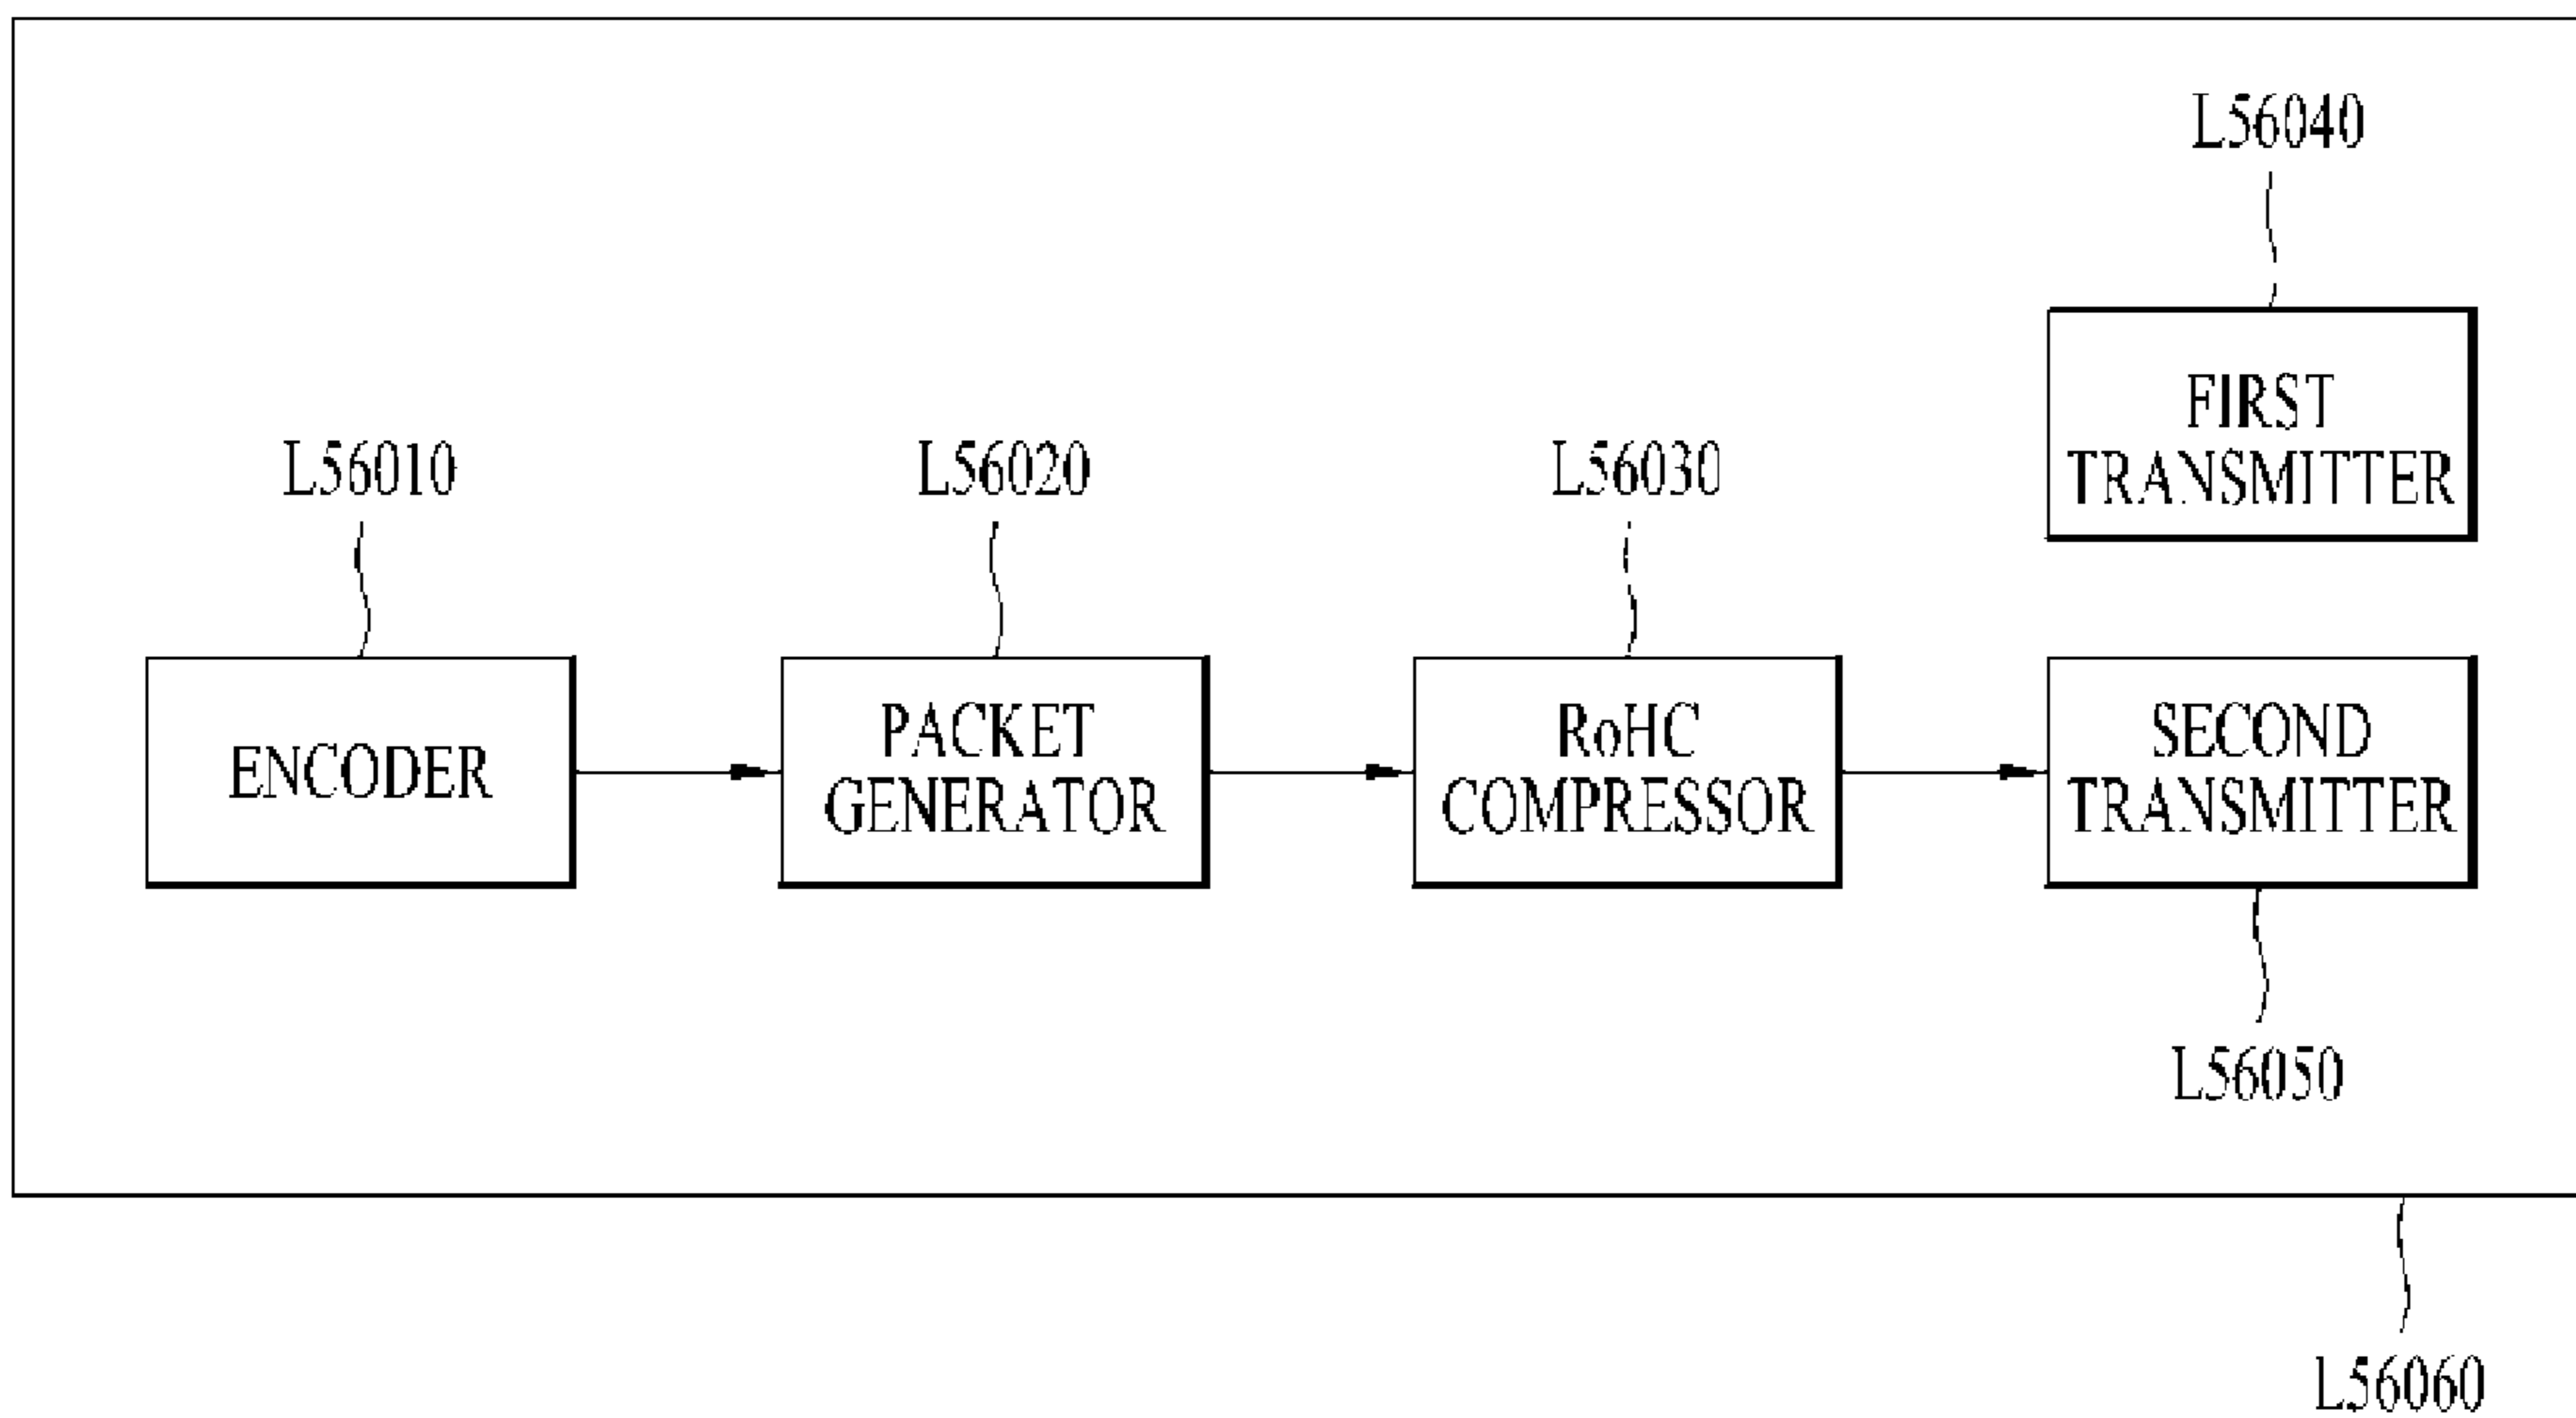 L56040
FIRST
TRANSMITTER
L56010
L56020
L56030
ENCODER
PACKET
GENERATOR
RoHC
COMPRESSOR
SECOND
TRANSMITTER
L56050
L56060